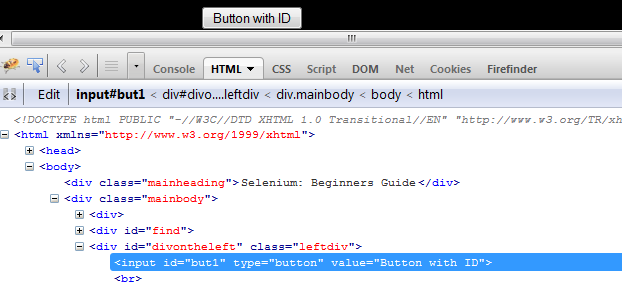 Button with ID
Console HTML CSS Script DOM Net Cookies Firefinder
Edit input#but1 < div#divo....leftdiv < div.mainbody < body < html
<!DOCTYPE html PUBLIC "-//W3C//DTD XHTML 1.0 Transitional//EN" "http://www.w3.org/TR/xh
<html xmlns="http://www.w3.org/1999/xhtml">
<head>
<body>
<div class="mainheading">Selenium: Beginners Guide</div>
<div class="mainbody">
<div>
<div id="find">
<div id="divontheleft" class="leftdiv">
<input id="but1" type="button" value="Button with ID">
<br>